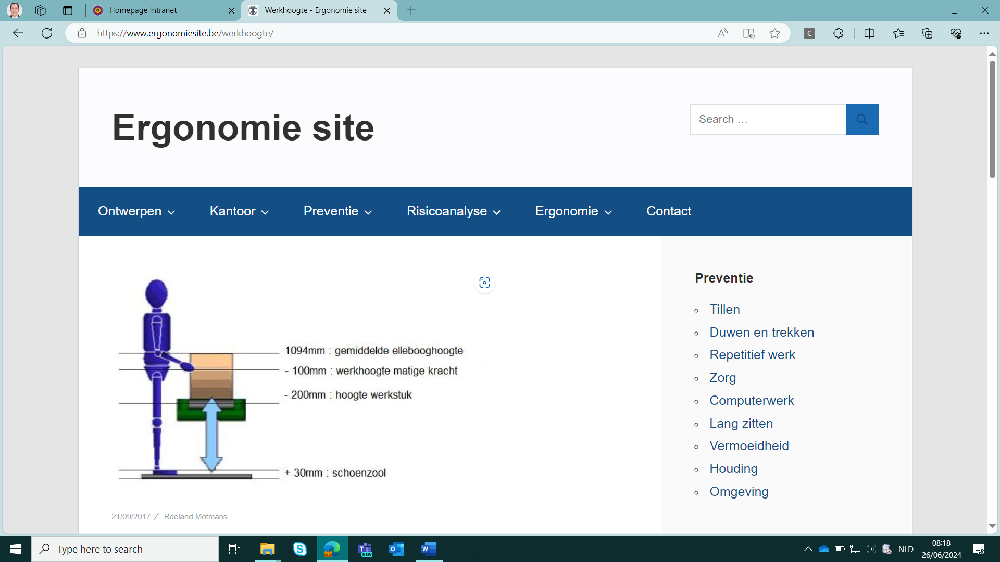 Homepage Intranet
Werkhoogte - Ergonomie site
https://www.ergonomiesite.be/werkhoogte/
C
Ergonomie site
Search …
Ontwerpen
Kantoor
Preventie
Risicoanalyse
Ergonomie
Contact
1094mm : gemiddelde ellebooghoogte
- 100mm : werkhoogte matige kracht
- 200mm : hoogte werkstuk
+ 30mm : schoenzool
21/09/2017 / Roeland Motmans
Preventie
Tillen
Duwen en trekken
Repetitief werk
Zorg
Computerwerk
Lang zitten
Vermoeidheid
Houding
Omgeving
Type here to search
NEW
NLD
08:18
26/06/2024